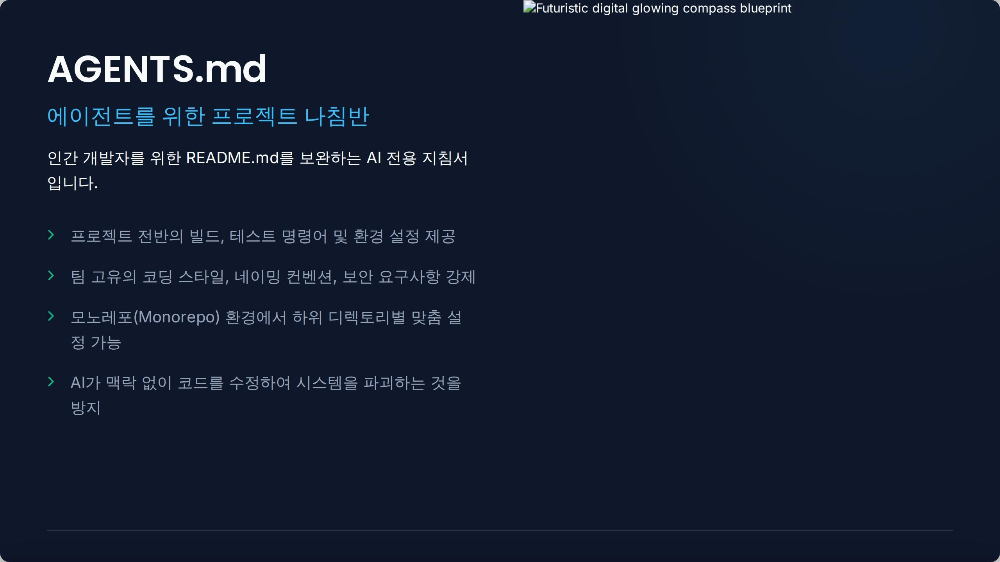 Futuristic digital glowing compass blueprint
AGENTS.md
에이전트를 위한 프로젝트 나침반
인간 개발자를 위한 README.md를 보완하는 AI 전용 지침서
입니다.
프로젝트 전반의 빌드, 테스트 명령어 및 환경 설정 제공
팀 고유의 코딩 스타일, 네이밍 컨벤션, 보안 요구사항 강제
모노레포(Monorepo) 환경에서 하위 디렉토리별 맞춤 설
정 가능
AI가 맥락 없이 코드를 수정하여 시스템을 파괴하는 것을
방지